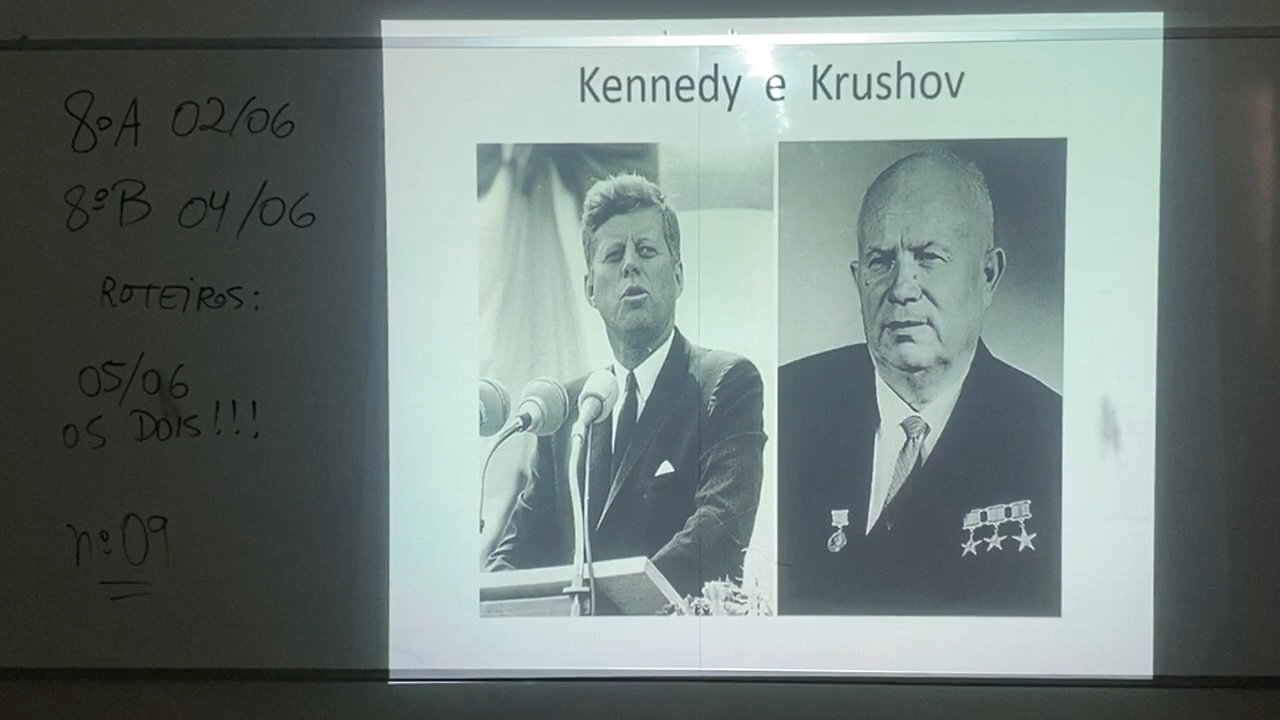 Kennedy e Krushov
8ºA 02/06
8ºB 04/06
ROTEIROS:
05/06
OS DOIS!!!
nº 09